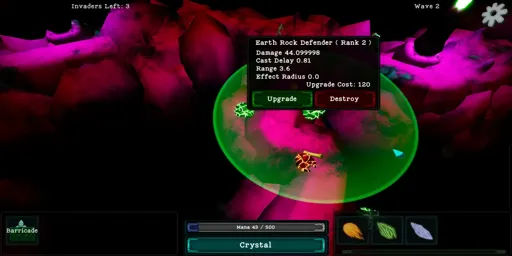 Invaders Left: 3
Wave 2
Earth Rock Defender ( Rank 2 )
Damage 44.099998
Cast Delay 0.81
Range 3.6
Effect Radius 0.0
Upgrade Cost: 120
Upgrade
Destroy
Barricade
Mana 43 / 500
Crystal